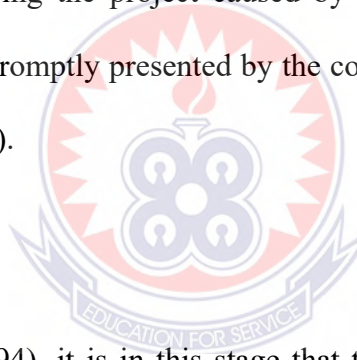 ing the project caused by
romptly presented by the co
).
EDUCATION FOR SERVICE
94), it is in this stage that t